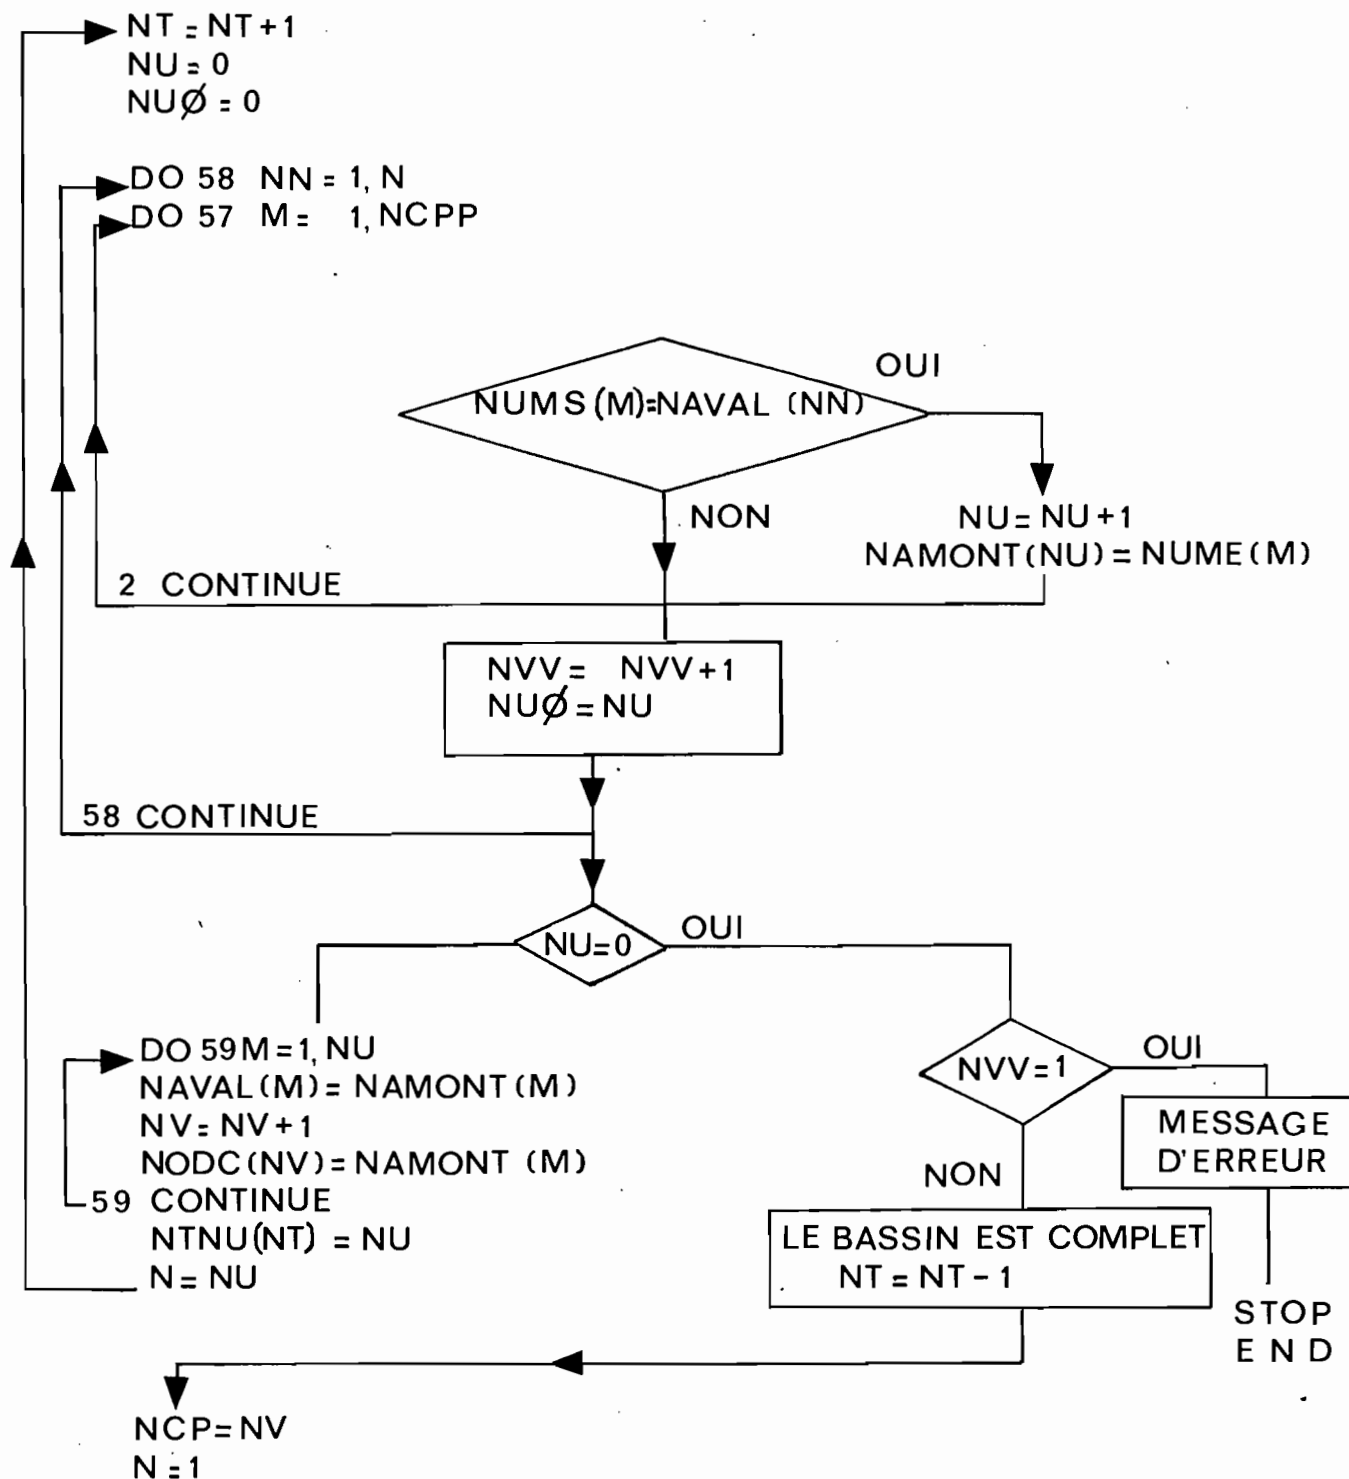 NT = NT+1
NU = 0
NUØ = 0
DO 58 NN = 1, N
DO 57 M = 1, NCPP
OUI
NUMS(M)=NAVAL (NN)
NON
NU = NU+1
NAMONT(NU) = NUME(M)
2 CONTINUE
NVV = NVV+1
NUØ = NU
58 CONTINUE
NU=0
OUI
DO 59M=1, NU
NAVAL(M) = NAMONT(M)
NV = NV+1
NODC(NV) = NAMONT (M)
59 CONTINUE
NTNU(NT) = NU
N = NU
NVV=1
OUI
MESSAGE
D'ERREUR
NON
LE BASSIN EST COMPLET
NT = NT-1
STOP
END
NCP=NV
N=1